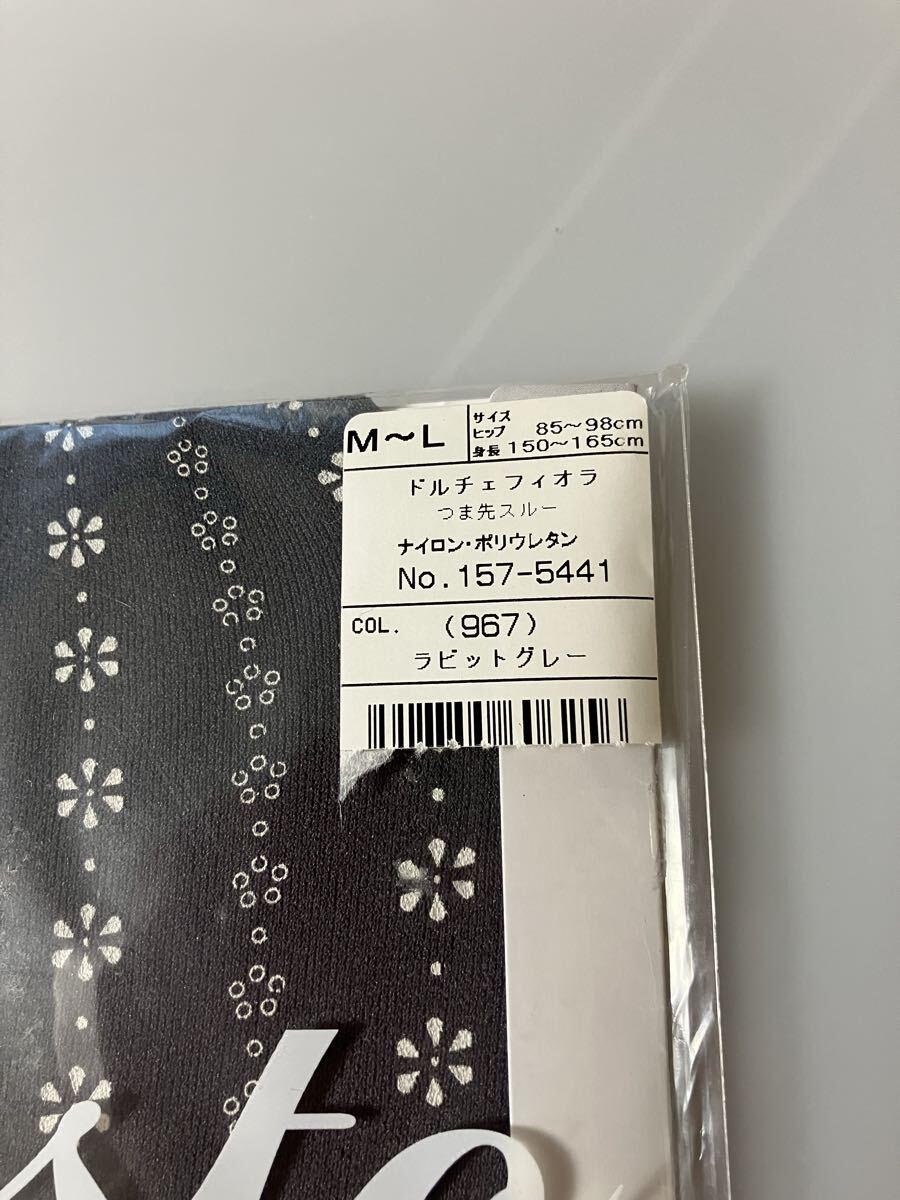 M～L
サイズ
ヒップ 85～98cm
身長 150～165cm
ドルチェフィオラ
つま先スルー
ナイロン・ポリウレタン
No.157-5441
COL. (967)
ラビットグレー